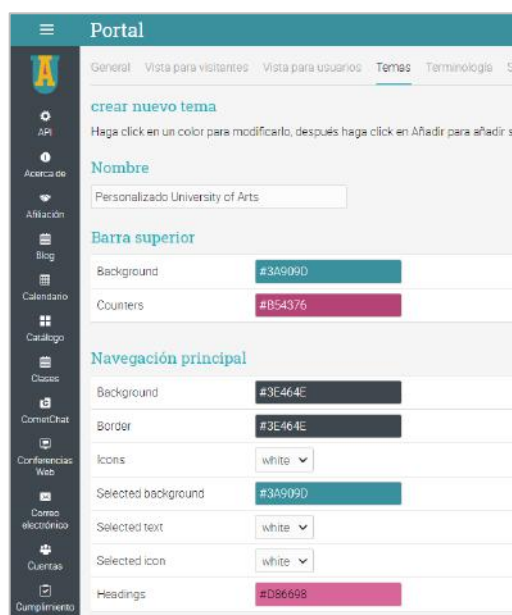 Portal
General Vista para visitantes Vista para usuarios Temas Terminología S
crear nuevo tema
Haga click en un color para modificarlo, después haga click en Añadir para añadir s
Nombre
Personalizado University of Arts
Barra superior
Background #3A909D
Counters #B54376
Navegación principal
Background #3E464E
Border #3E464E
Icons white
Selected background #3A909D
Selected text white
Selected icon white
Headings #D86698
A
API
Acerca de
Afiliación
Blog
Calendario
Catálogo
Clases
CometChat
Conferencias
Web
Correo
electrónico
Cuentas
Cumplimiento